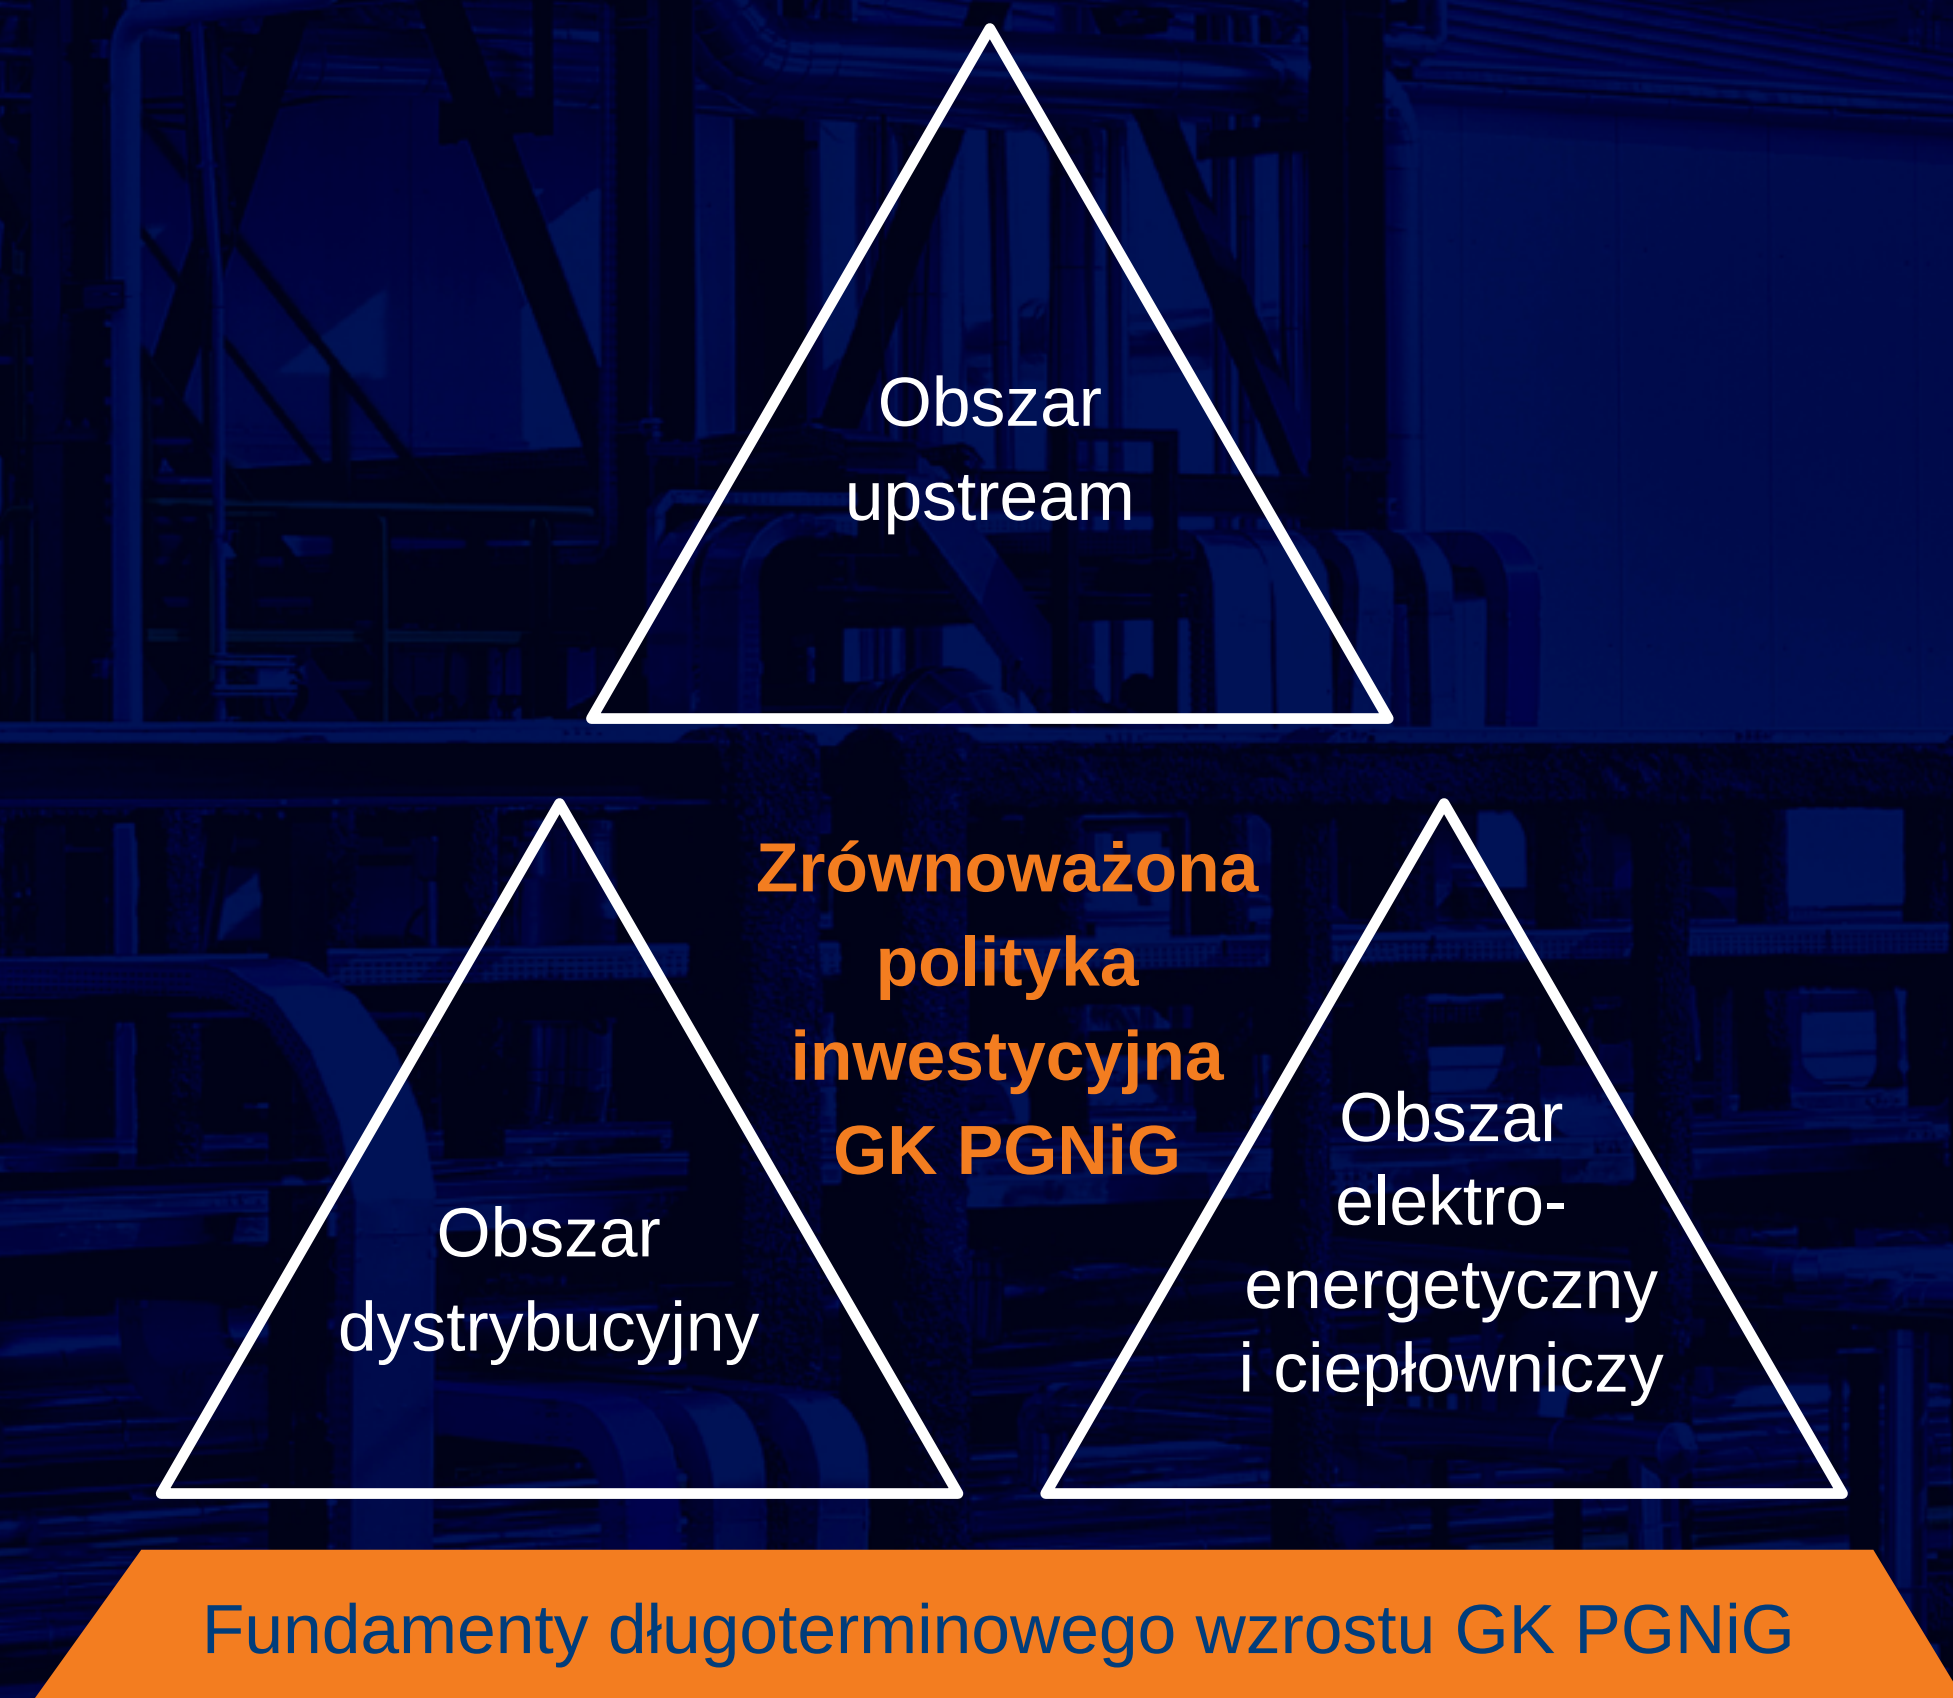 Obszar
upstream
Zrównoważona
polityka
inwestycyjna
GK PGNiG
Obszar
dystrybucyjny
Obszar
elektro-
energetyczny
i ciepłowniczy
Fundamenty długoterminowego wzrostu GK PGNiG